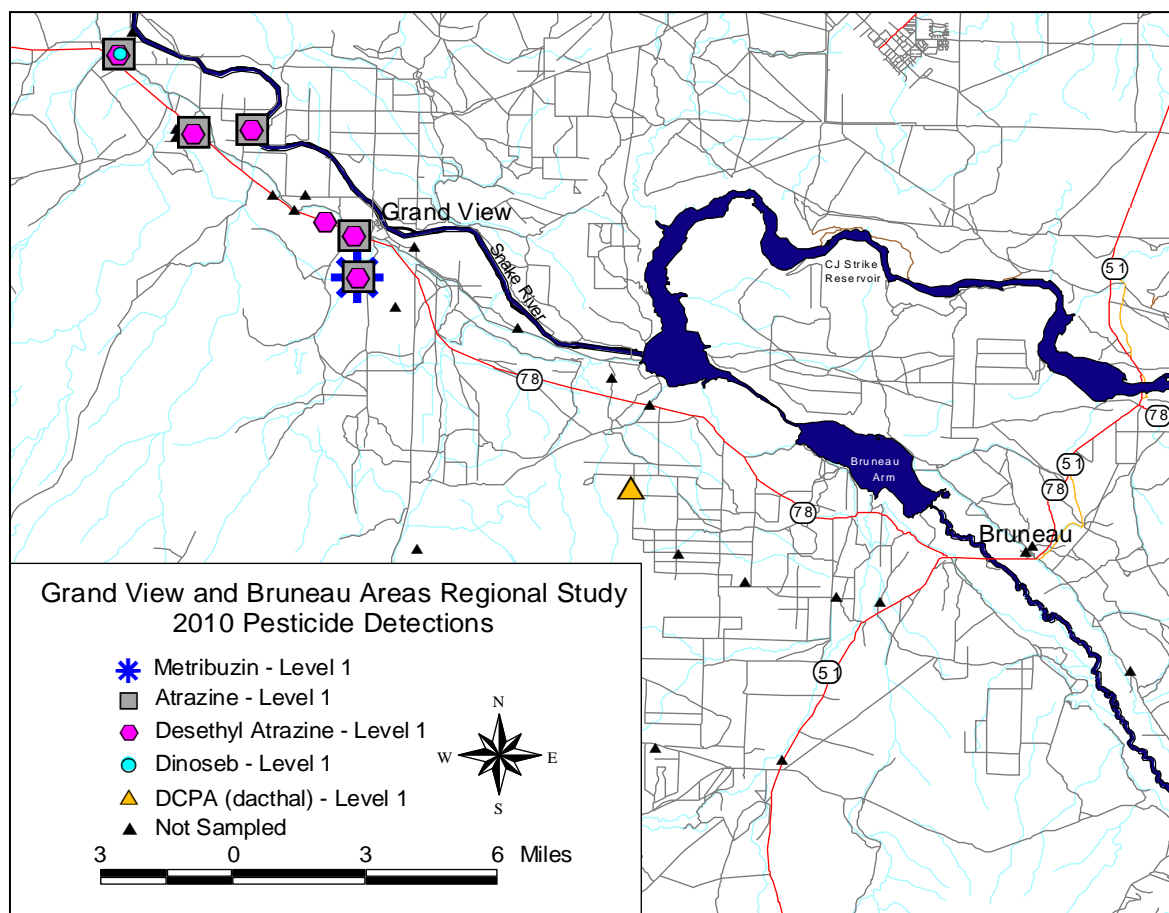 Grand View
Snake River
CJ Strike
Reservoir
51
78
78
Bruneau
Arm
51
78
78
Bruneau
51
Grand View and Bruneau Areas Regional Study
2010 Pesticide Detections
Metribuzin - Level 1
Atrazine - Level 1
Desethyl Atrazine - Level 1
Dinoseb - Level 1
DCPA (dacthal) - Level 1
Not Sampled
N
W E
S
3 0 3 6 Miles